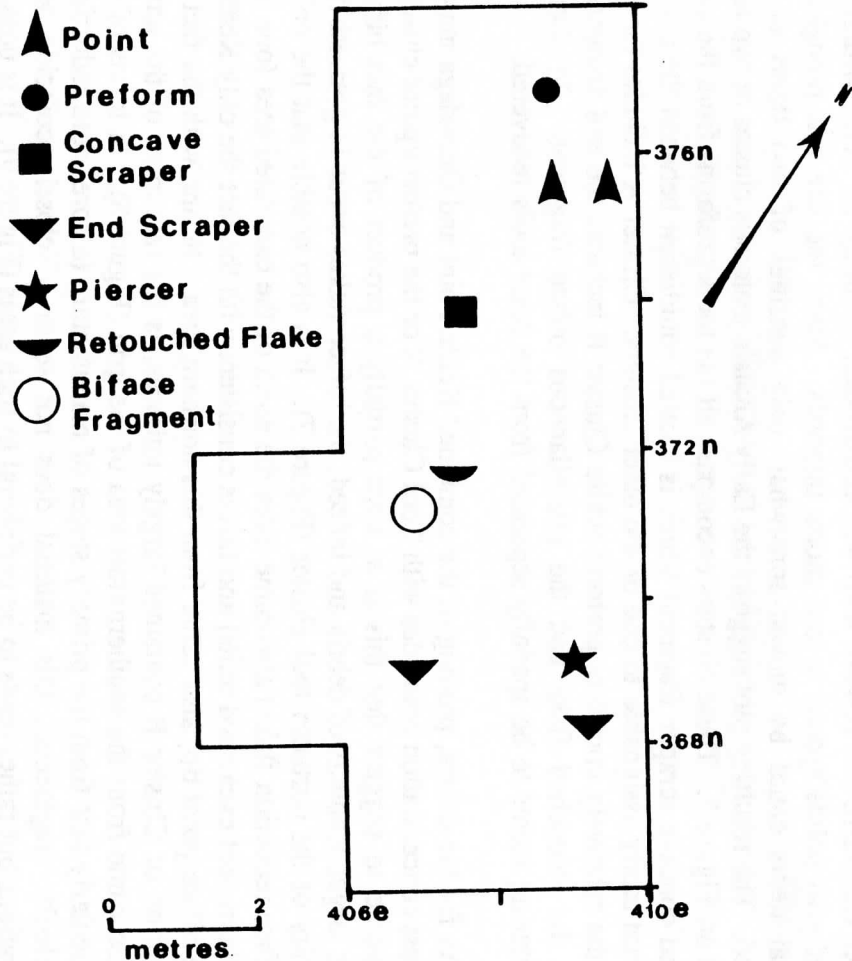 Point
Preform
Concave
Scraper
End Scraper
Piercer
Retouched Flake
Biface
Fragment
376n
372n
368n
406e
410e
0 2
metres
N